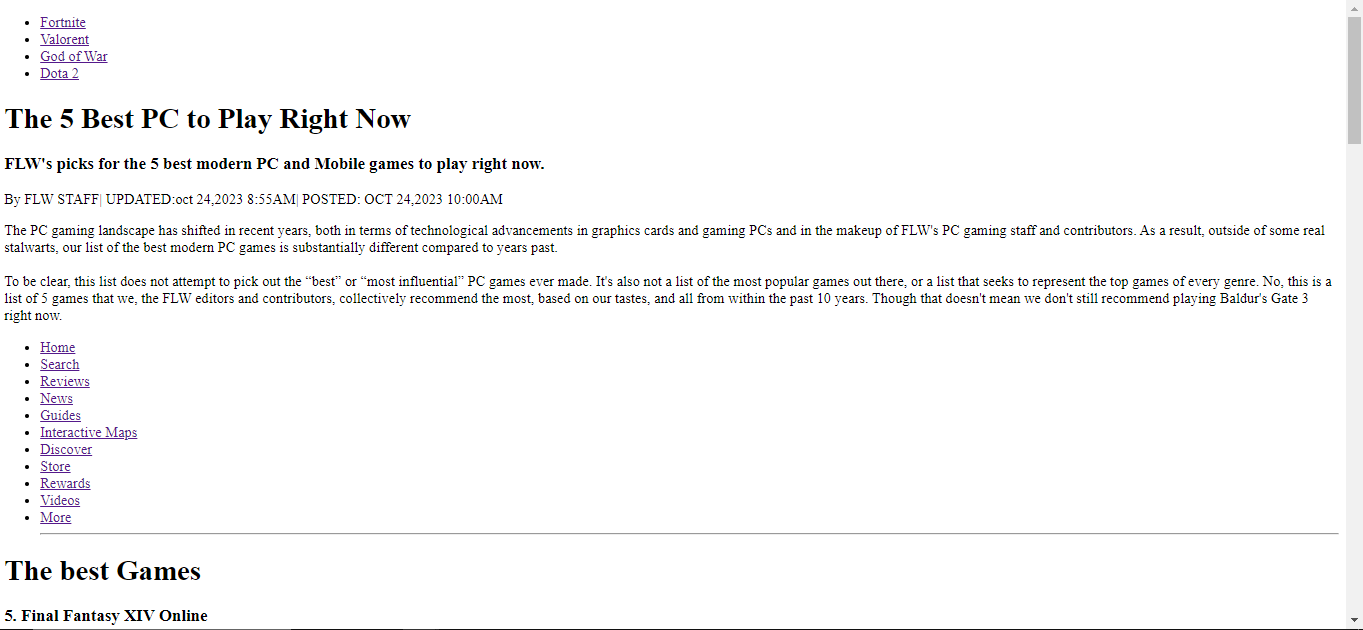 Fortnite
Valorent
God of War
Dota 2
The 5 Best PC to Play Right Now
FLW's picks for the 5 best modern PC and Mobile games to play right now.
By FLW STAFF| UPDATED:oct 24,2023 8:55AM| POSTED: OCT 24,2023 10:00AM
The PC gaming landscape has shifted in recent years, both in terms of technological advancements in graphics cards and gaming PCs and in the makeup of FLW's PC gaming staff and contributors. As a result, outside of some real
stalwarts, our list of the best modern PC games is substantially different compared to years past.
To be clear, this list does not attempt to pick out the “best” or “most influential” PC games ever made. It's also not a list of the most popular games out there, or a list that seeks to represent the top games of every genre. No, this is a
list of 5 games that we, the FLW editors and contributors, collectively recommend the most, based on our tastes, and all from within the past 10 years. Though that doesn't mean we don't still recommend playing Baldur's Gate 3
right now.
Home
Search
Reviews
News
Guides
Interactive Maps
Discover
Store
Rewards
Videos
More
The best Games
5. Final Fantasy XIV Online